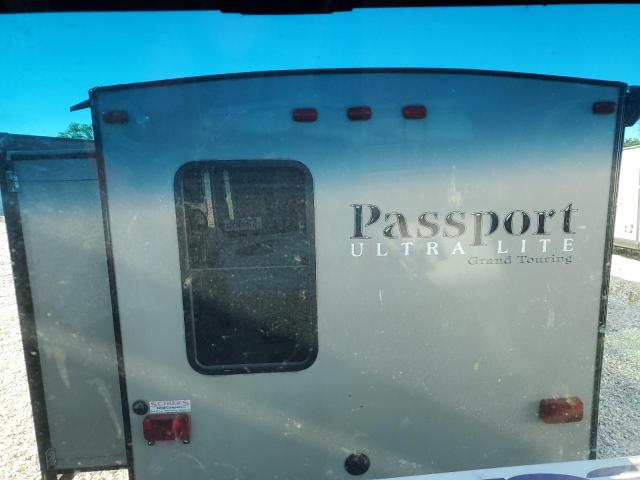 Passport
ULTRA LITE
Grand Touring